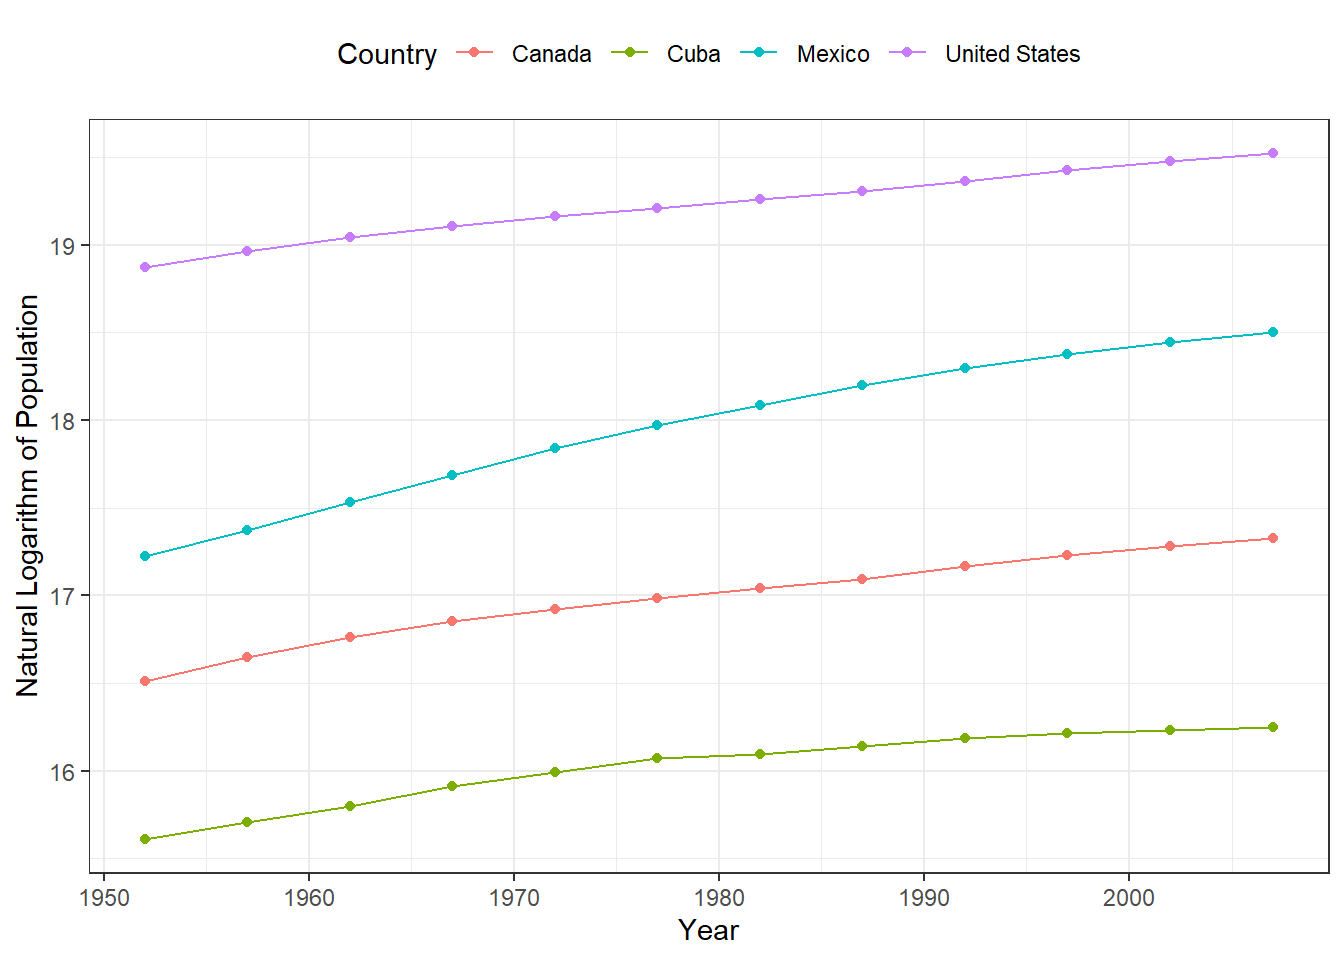 Country Canada Cuba Mexico United States
19
18
17
16
Natural Logarithm of Population
1950 1960 1970 1980 1990 2000
Year